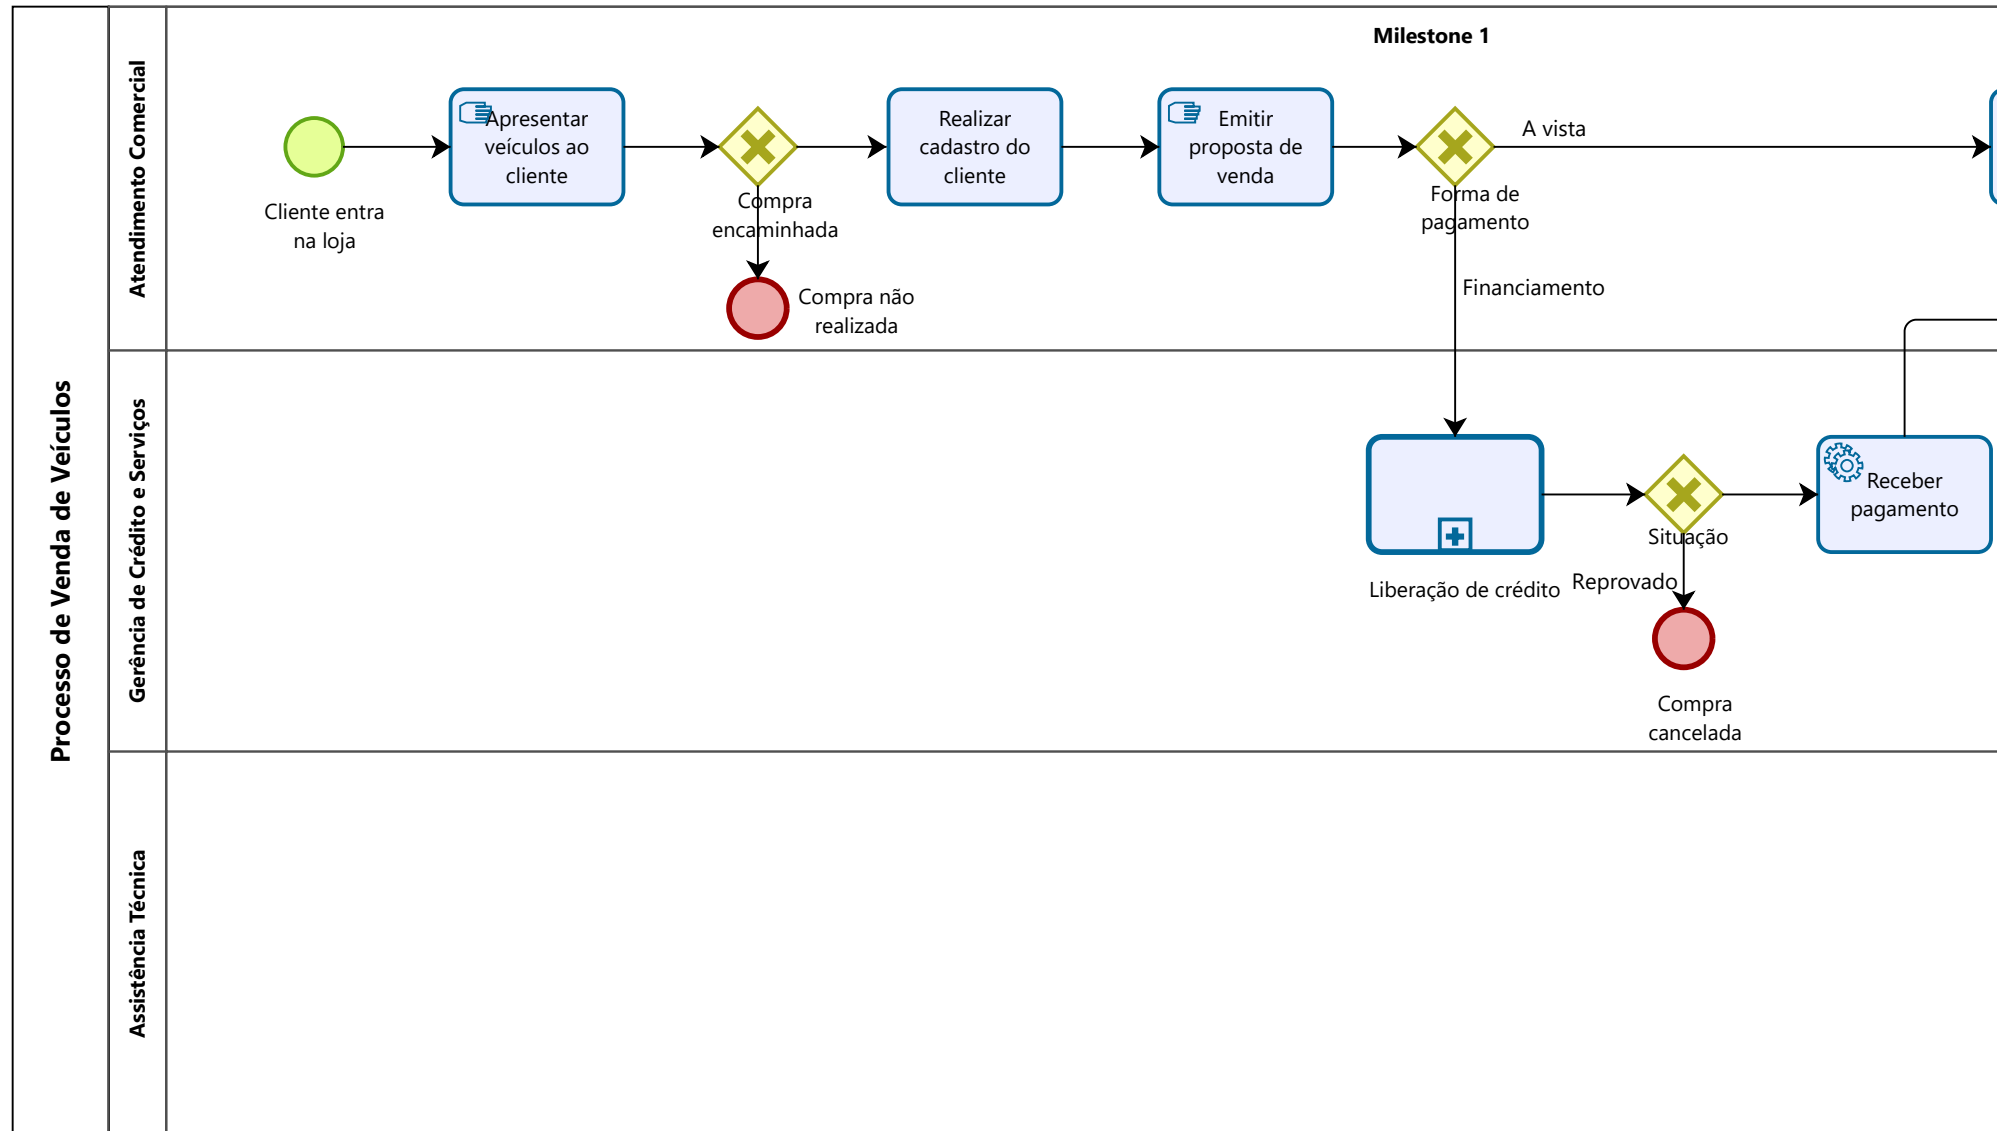 Processo de Venda de Veículos
Milestone 1
Atendimento Comercial
Cliente entra
na loja
Apresentar
veículos ao
cliente
Compra
encaminhada
Compra não
realizada
Realizar
cadastro do
cliente
Emitir
proposta de
venda
Forma de
pagamento
A vista
Financiamento
Gerência de Crédito e Serviços
Liberação de crédito
Situação
Reprovado
Compra
cancelada
Receber
pagamento
Assistência Técnica